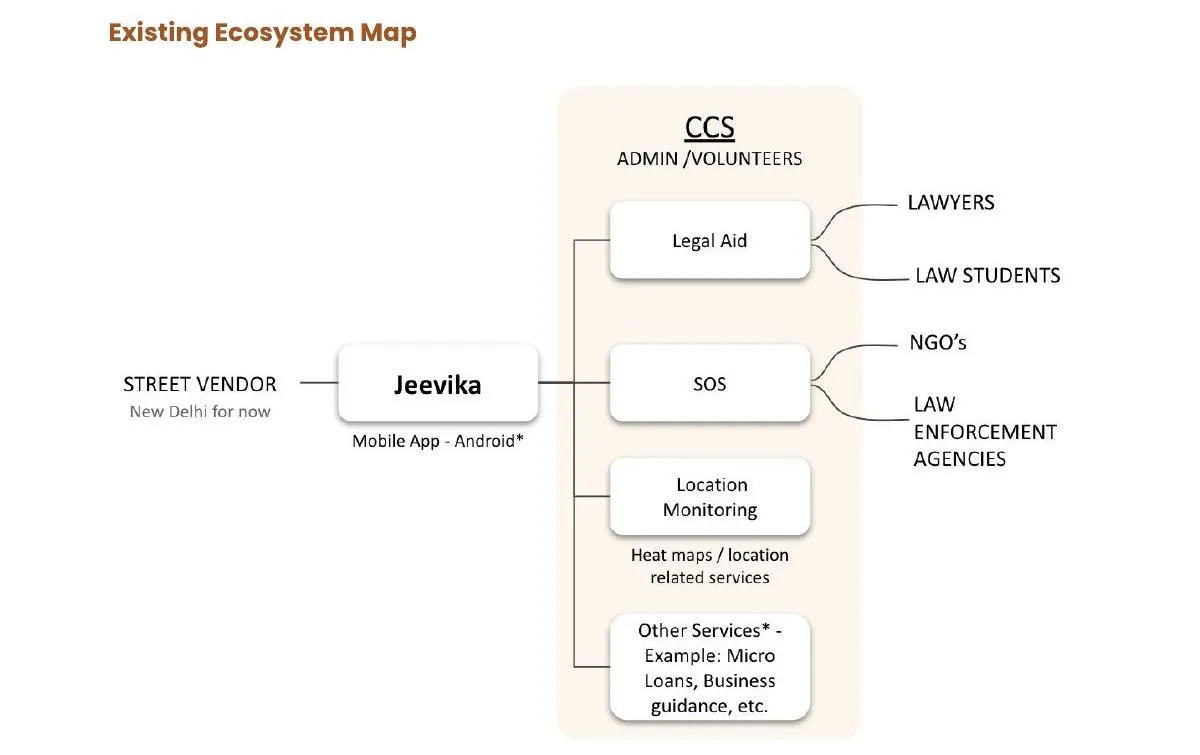 Existing Ecosystem Map
CCS
ADMIN /VOLUNTEERS
LAWYERS
Legal Aid
LAW STUDENTS
NGO’s
STREET VENDOR
New Delhi for now
Jeevika
Mobile App - Android*
SOS
LAW
ENFORCEMENT
AGENCIES
Location
Monitoring
Heat maps / location
related services
Other Services* -
Example: Micro
Loans, Business
guidance, etc.